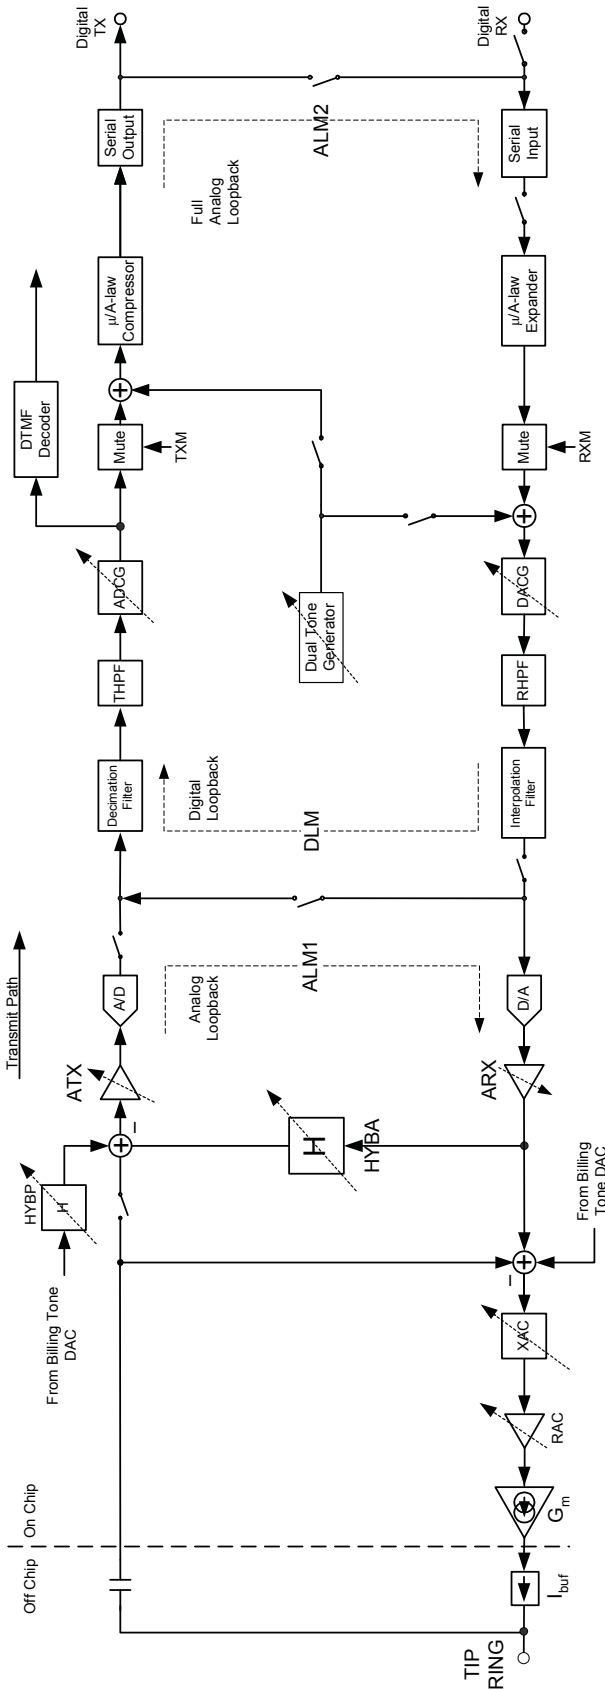 Off Chip
On Chip
Transmit Path
TIP
RING
From Billing Tone
DAC
HYBP
H
+
–
ATX
A/D
Decimation
Filter
THPF
ADCG
DTMF
Decoder
Mute
TXM
+
μ/A-law
Compressor
Serial
Output
Digital
TX
H
HYBA
Analog
Loopback
ALM1
Digital
Loopback
DLM
Dual Tone
Generator
Full
Analog
Loopback
ALM2
Ibuf
Gm
RAC
XAC
–
+
From Billing
Tone DAC
ARX
D/A
Interpolation
Filter
RHPF
DACG
+
Mute
RXM
μ/A-law
Expander
Serial
Input
Digital
RX